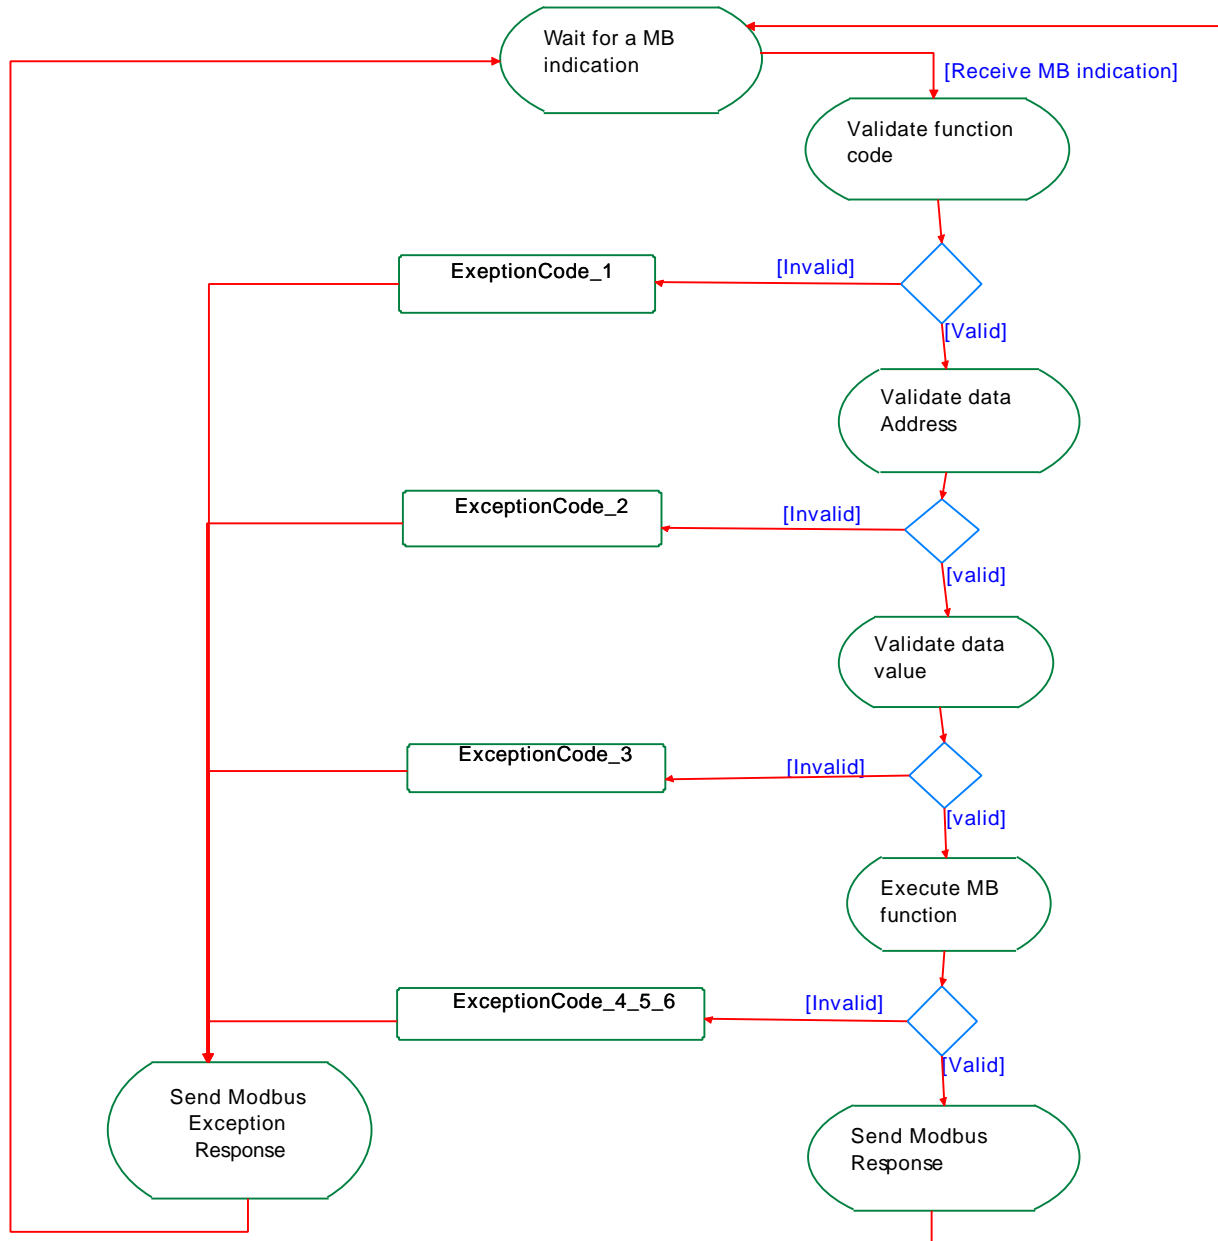 Wait for a MB
indication
[Receive MB indication]
Validate function
code
ExeptionCode_1
[Invalid]
[Valid]
Validate data
Address
ExceptionCode_2
[Invalid]
[valid]
Validate data
value
ExceptionCode_3
[Invalid]
[valid]
Execute MB
function
ExceptionCode_4_5_6
[Invalid]
[Valid]
Send Modbus
Exception
Response
Send Modbus
Response